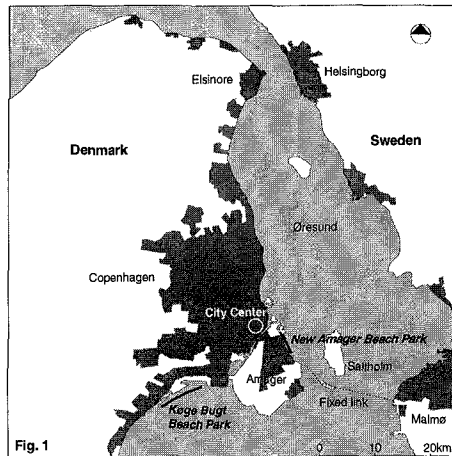 Elsinore
Helsingborg
Denmark
Sweden
Øresund
Copenhagen
City Center
New Amager Beach Park
Saltholm
Amager
Fixed link
Køge Bugt
Beach Park
Malmø
Fig. 1
0 10 20km